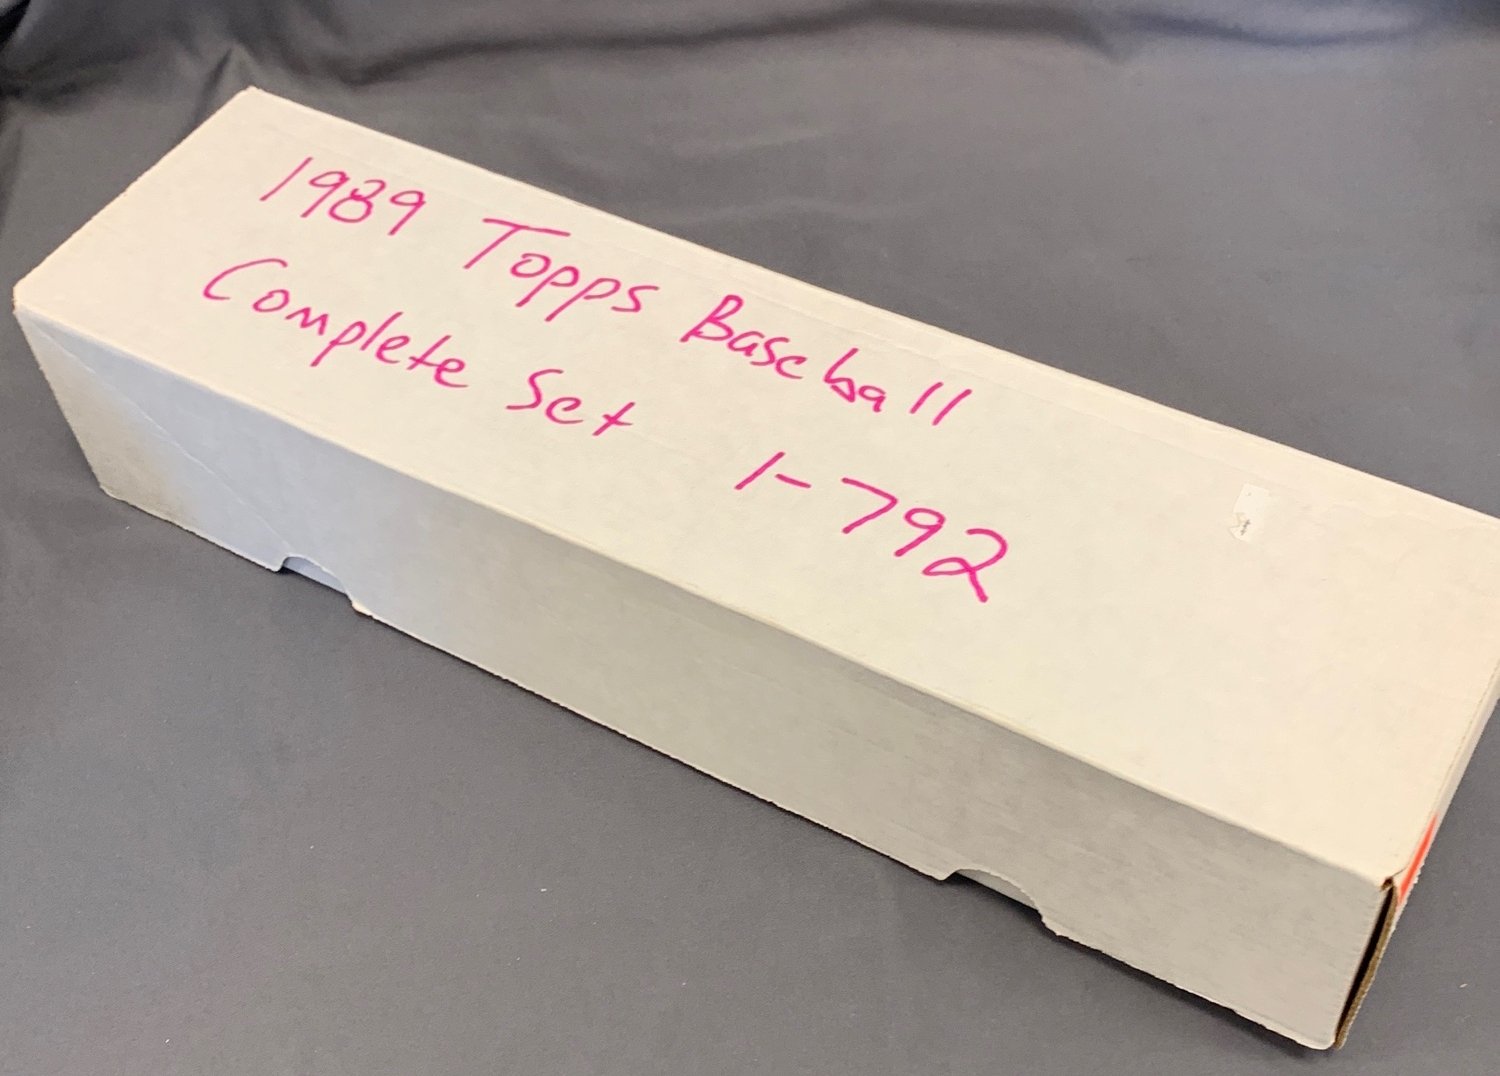 1989 Topps Baseball
Complete Set 1-792